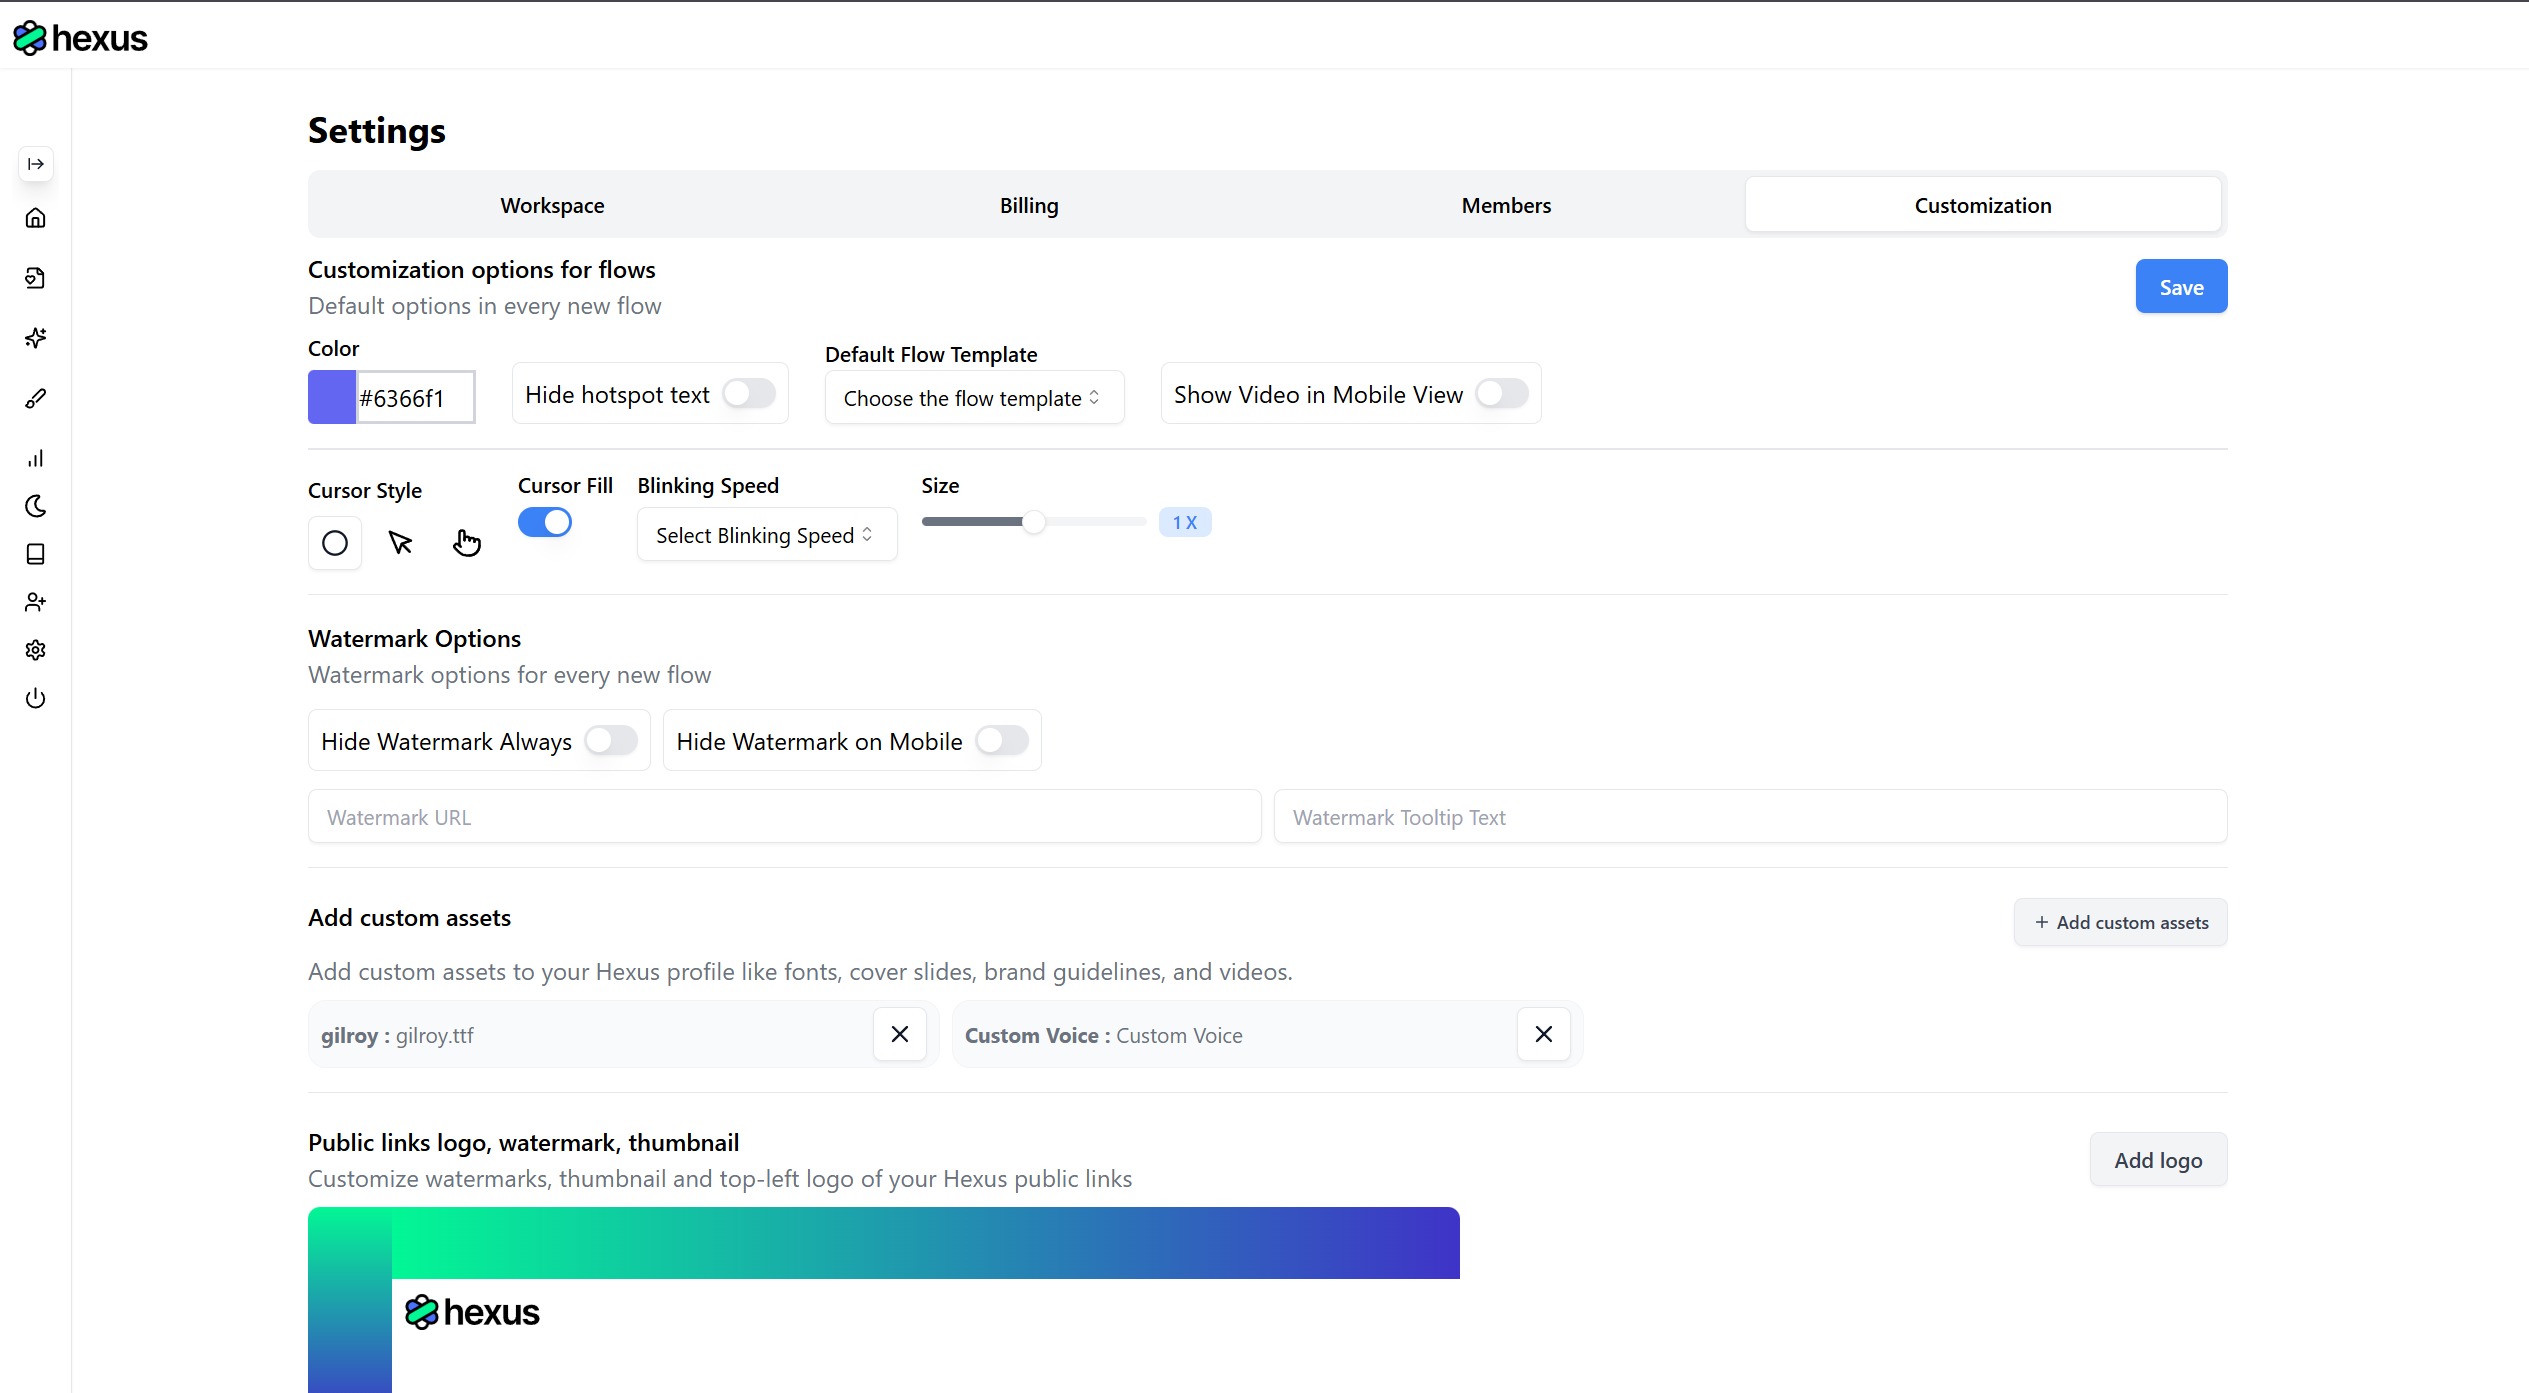 hexus
Settings
Workspace Billing Members Customization
Customization options for flows
Default options in every new flow
Save
Color
#6366f1
Hide hotspot text
Default Flow Template
Choose the flow template
Show Video in Mobile View
Cursor Style
Cursor Fill
Blinking Speed
Select Blinking Speed
Size
1 X
Watermark Options
Watermark options for every new flow
Hide Watermark Always
Hide Watermark on Mobile
Watermark URL
Watermark Tooltip Text
Add custom assets
+ Add custom assets
Add custom assets to your Hexus profile like fonts, cover slides, brand guidelines, and videos.
gilroy : gilroy.ttf
Custom Voice : Custom Voice
Public links logo, watermark, thumbnail
Customize watermarks, thumbnail and top-left logo of your Hexus public links
Add logo
hexus